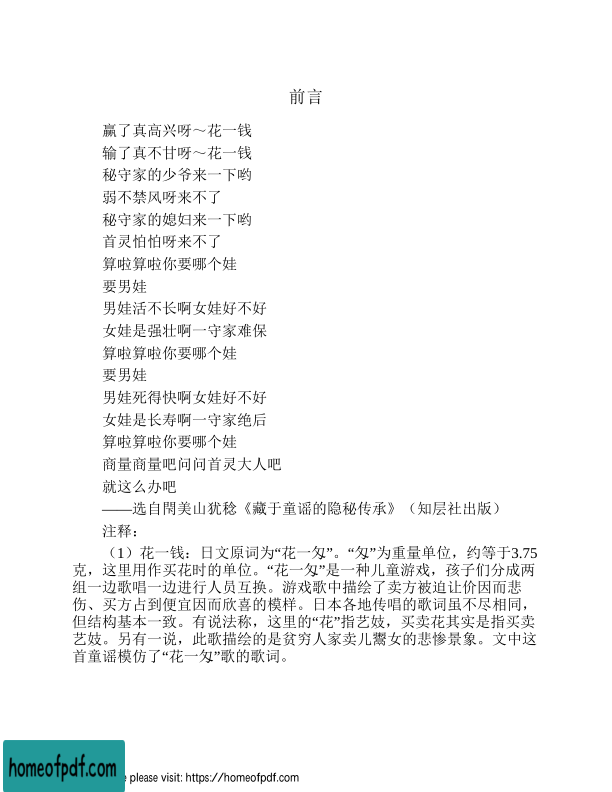 前言
赢了真高兴呀～花一钱
输了真不甘呀～花一钱
秘守家的少爷来一下哟
弱不禁风呀来不了
秘守家的媳妇来一下哟
首灵怕怕呀来不了
算啦算啦你要哪个娃
要男娃
男娃活不长啊女娃好不好
女娃是强壮啊一守家难保
算啦算啦你要哪个娃
要男娃
男娃死得快啊女娃好不好
女娃是长寿啊一守家绝后
算啦算啦你要哪个娃
商量商量吧问问首灵大人吧
就这么办吧
——选自閇美山犹稔《藏于童谣的隐秘传承》（知层社出版）
注释：
（1）花一钱：日文原词为“花一匁”。“匁”为重量单位，约等于3.75
克，这里用作买花时的单位。“花一匁”是一种儿童游戏，孩子们分成两
组一边歌唱一边进行人员互换。游戏歌中描绘了卖方被迫让价因而悲
伤、买方占到便宜因而欣喜的模样。日本各地传唱的歌词虽不尽相同，
但结构基本一致。有说法称，这里的“花”指艺妓，买卖花其实是指买卖
艺妓。另有一说，此歌描绘的是贫穷人家卖儿鬻女的悲惨景象。文中这
首童谣模仿了“花一匁”歌的歌词。
homeofpdf.com
please visit: https://homeofpdf.com